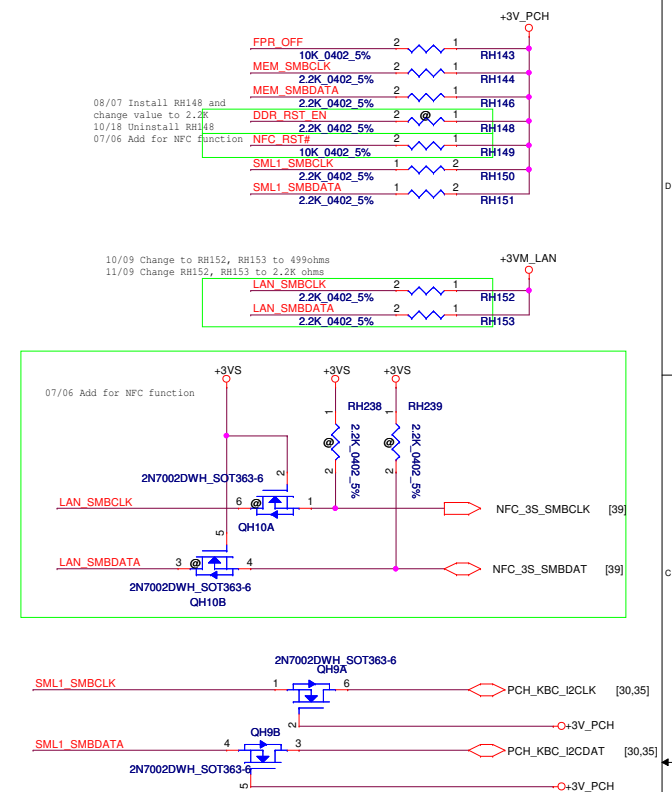 +3V_PCH
FPR_OFF 2 1
10K_0402_5% RH143
MEM_SMBCLK 2 1
2.2K_0402_5% RH144
MEM_SMBDATA 2 1
2.2K_0402_5% RH146
08/07 Install RH148 and
change value to 2.2K
DDR_RST_EN 2 @ 1
2.2K_0402_5% RH148
10/18 Uninstall RH148
07/06 Add for NFC function
NFC_RST# 2 1
10K_0402_5% RH149
SML1_SMBCLK 1 2
2.2K_0402_5% RH150
SML1_SMBDATA 1 2
2.2K_0402_5% RH151
D
10/09 Change to RH152, RH153 to 499ohms
11/09 Change RH152, RH153 to 2.2K ohms
+3VM_LAN
LAN_SMBCLK 2 1
2.2K_0402_5% RH152
LAN_SMBDATA 2 1
2.2K_0402_5% RH153
+3VS +3VS +3VS
07/06 Add for NFC function
RH238 RH239
1 1
@ 2.2K_0402_5% @ 2.2K_0402_5%
2 2
2N7002DWH_SOT363-6
2
LAN_SMBCLK 6 @ 1 NFC_3S_SMBCLK [39]
QH10A
5
LAN_SMBDATA 3 @ 4 NFC_3S_SMBDAT [39]
2N7002DWH_SOT363-6
QH10B
C
2N7002DWH_SOT363-6
QH9A
SML1_SMBCLK 1 6 PCH_KBC_I2CLK [30,35]
2 +3V_PCH
QH9B
SML1_SMBDATA 4 3 PCH_KBC_I2CDAT [30,35]
2N7002DWH_SOT363-6
5 +3V_PCH